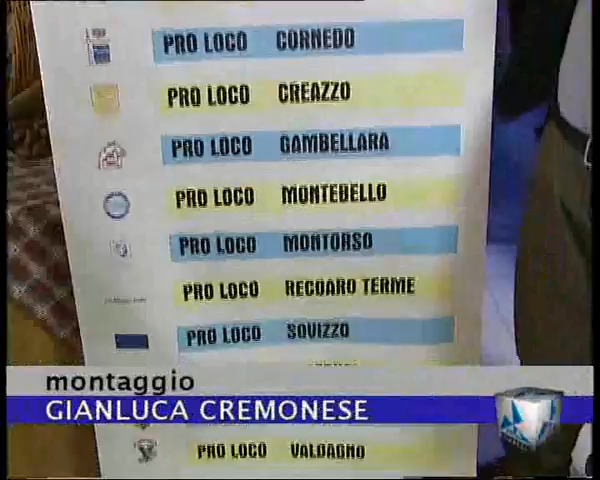 PRO LOCO CORNEDO
PRO LOCO CREAZZO
PRO LOCO GAMBELLARA
PRO LOCO MONTEBELLO
PRO LOCO MONTORSO
PRO LOCO RECOARO TERME
PRO LOCO SOVIZZO
montaggio
GIANLUCA CREMONESE
PRO LOCO VALDAGNO